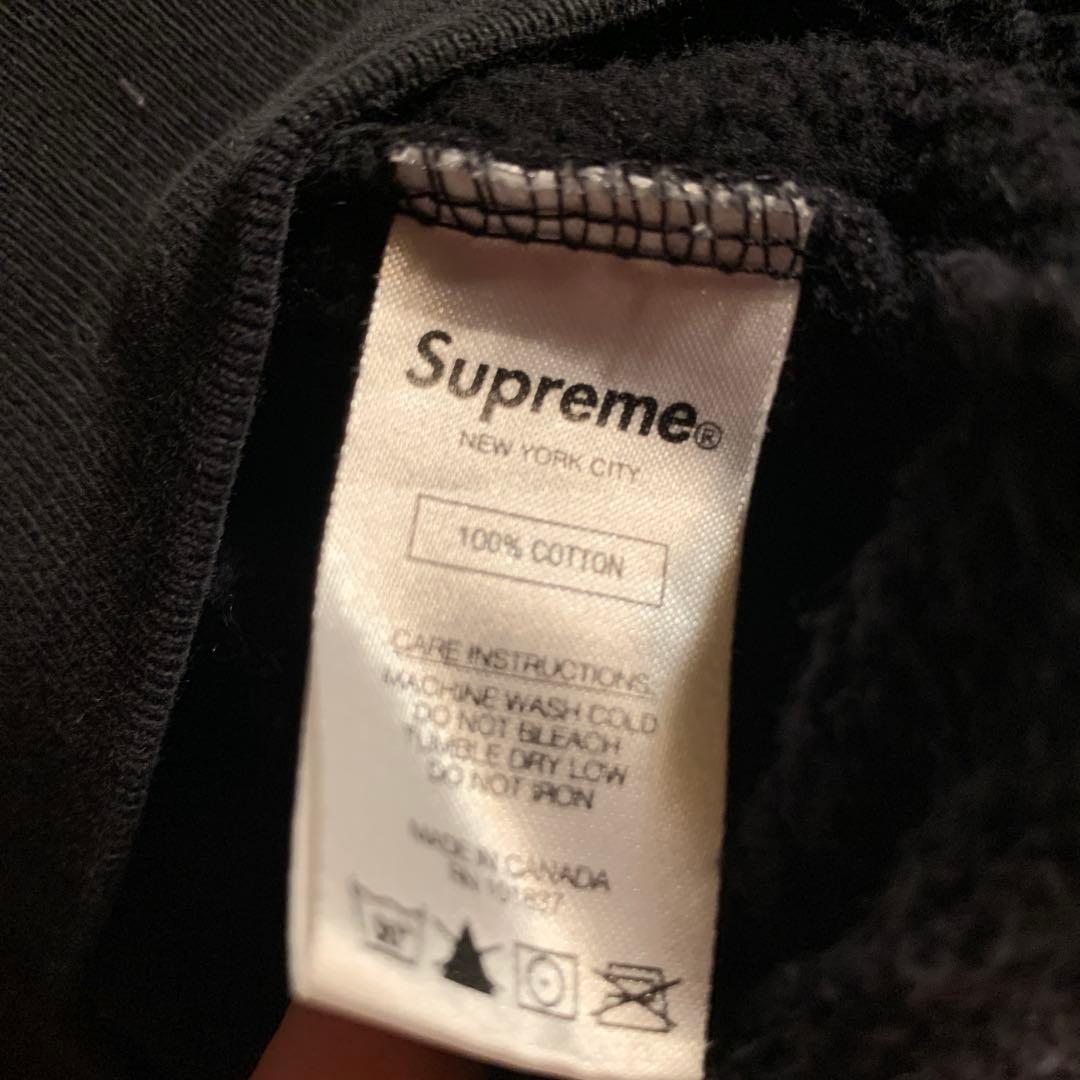 Supreme®
NEW YORK CITY
100% COTTON
CARE INSTRUCTIONS:
MACHINE WASH COLD
DO NOT BLEACH
TUMBLE DRY LOW
DO NOT IRON
MADE IN CANADA
RN 101837